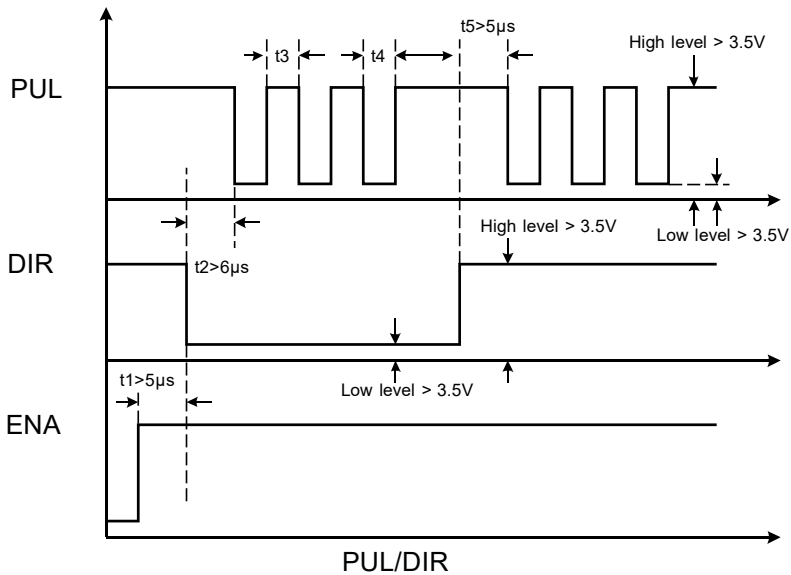 t5>5µs
t3
t4
High level > 3.5V
PUL
High level > 3.5V
Low level > 3.5V
DIR
t2>6µs
t1>5µs
Low level > 3.5V
ENA
PUL/DIR